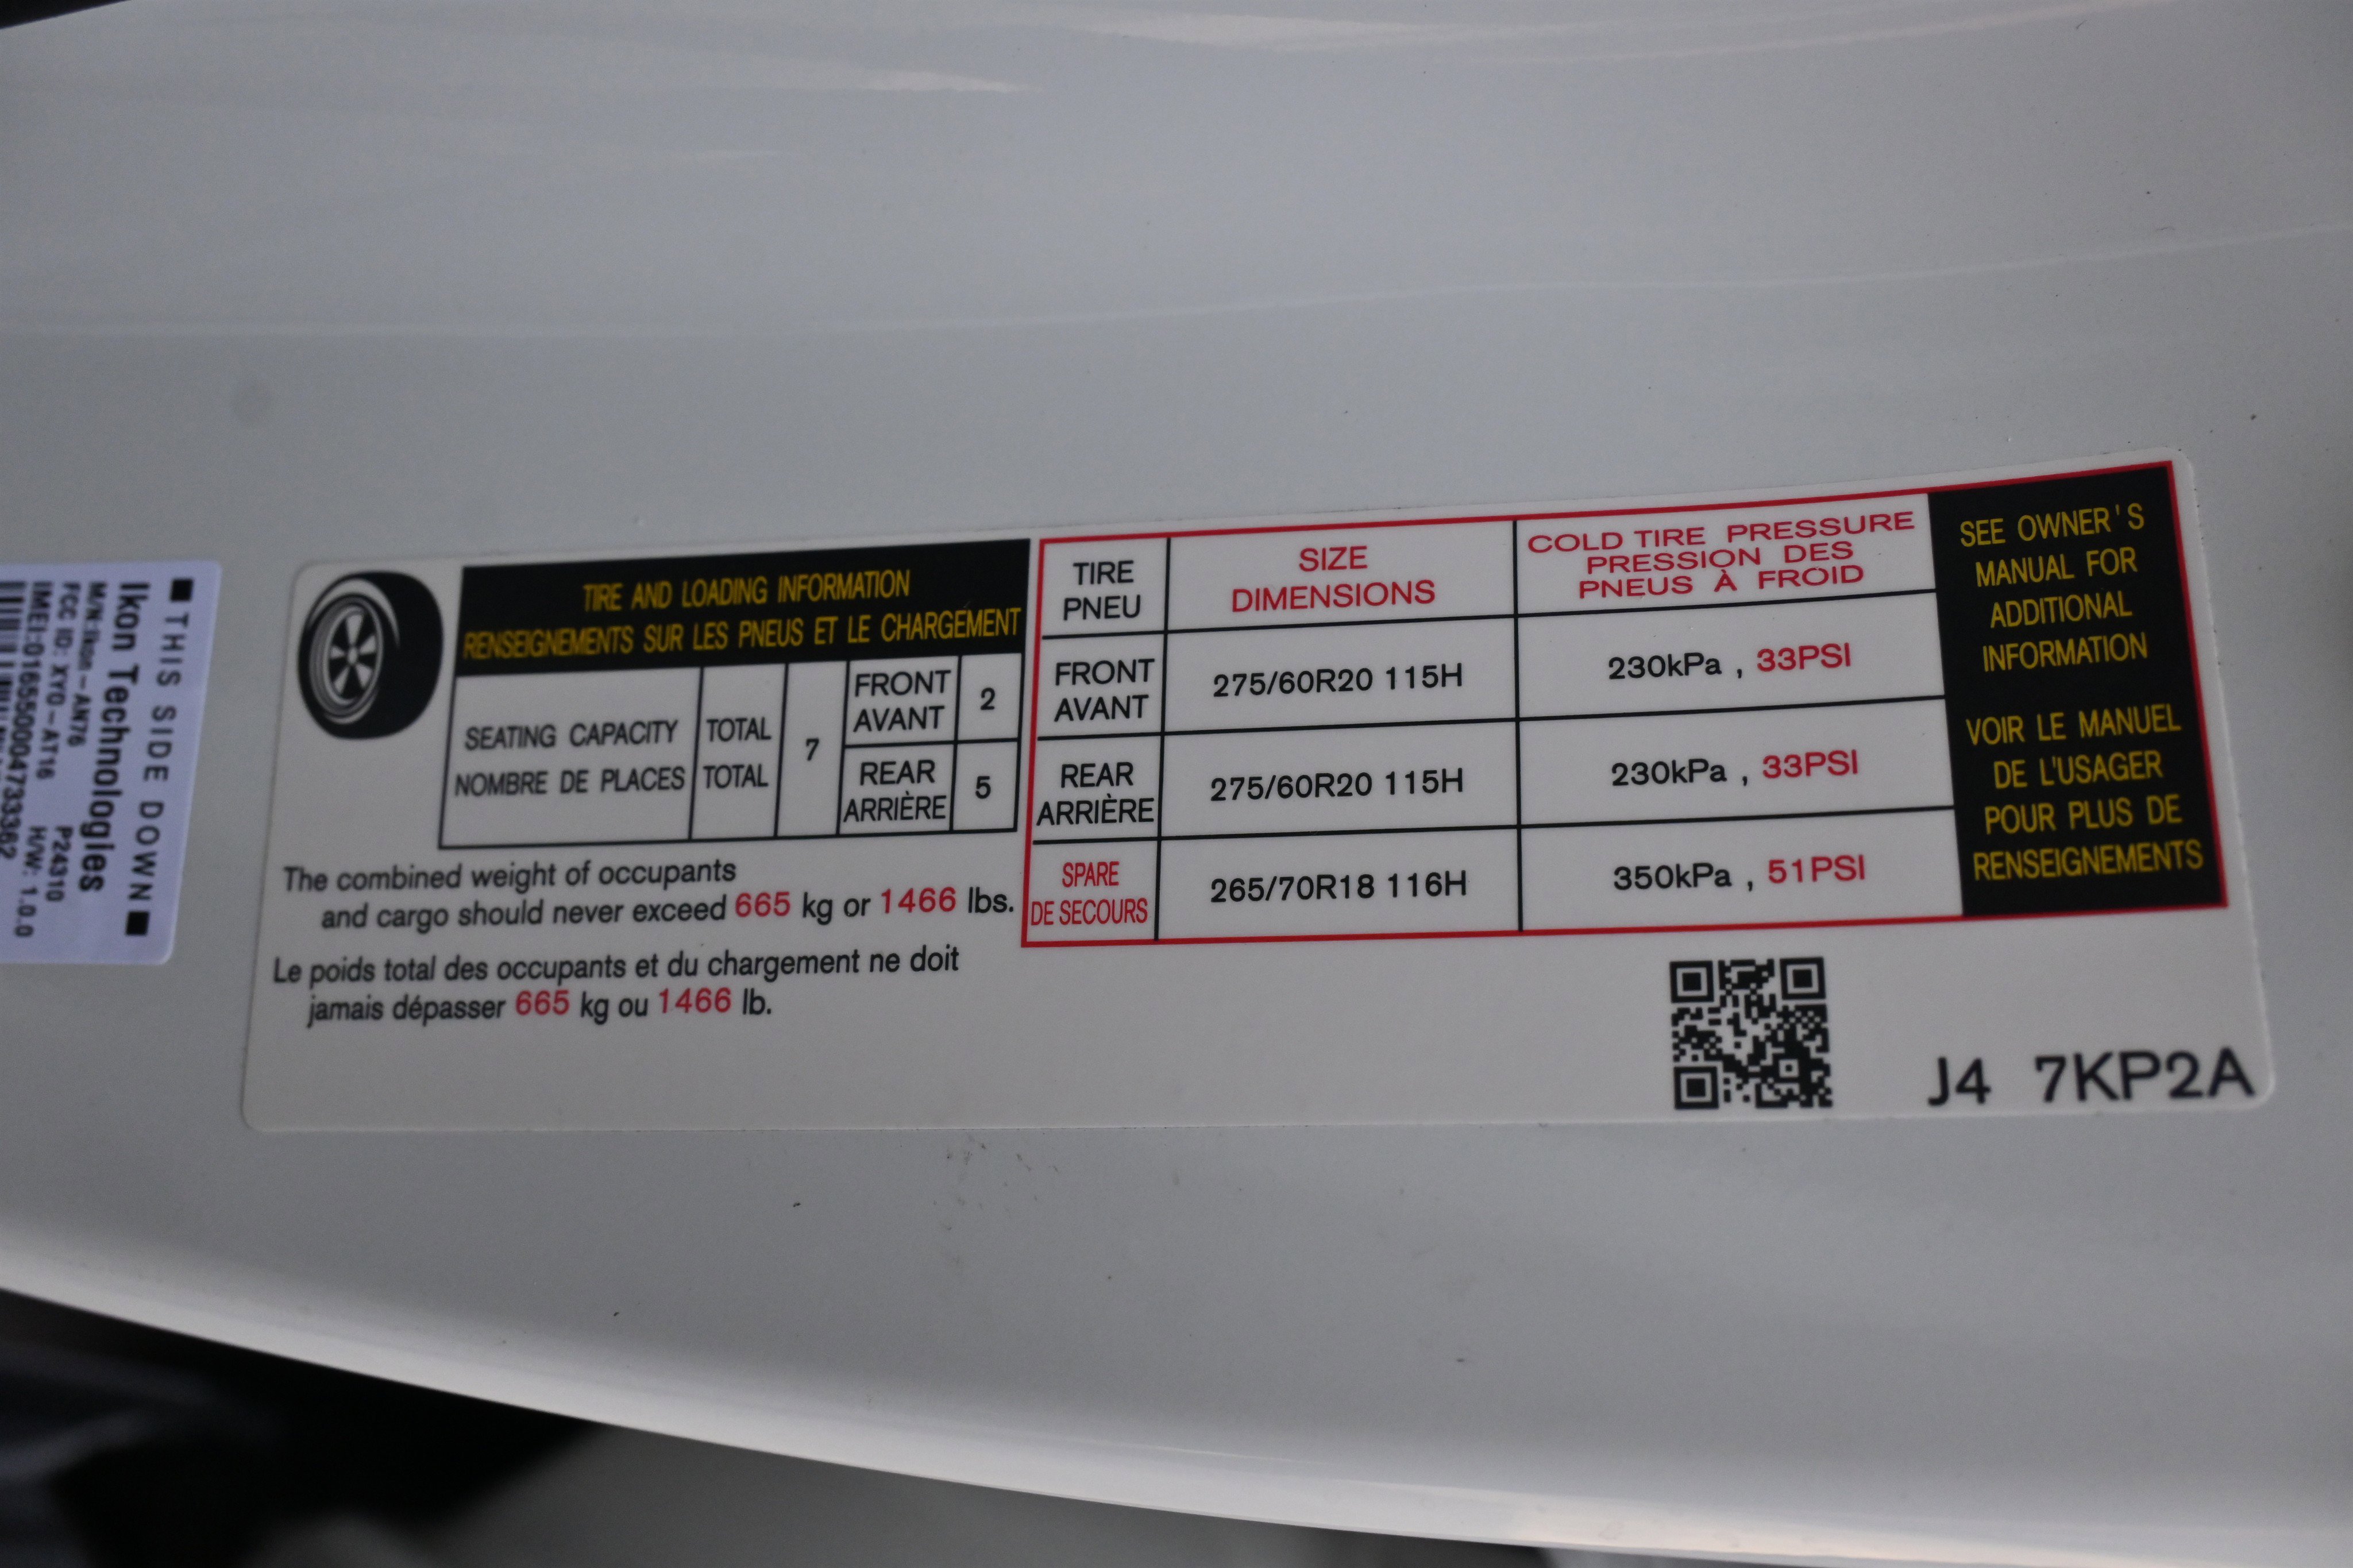 ■ THIS SIDE DOWN ■
Ikon Technologies
M/N: Ikon-AN76 P24310
FCC ID: XYO-AT16 H/W: 1.0.0
TIRE AND LOADING INFORMATION
RENSEIGNEMENTS SUR LES PNEUS ET LE CHARGEMENT
SEATING CAPACITY TOTAL
NOMBRE DE PLACES TOTAL
7
FRONT
AVANT
2
REAR
ARRIÈRE
5
The combined weight of occupants
and cargo should never exceed 665 kg or 1466 lbs.
Le poids total des occupants et du chargement ne doit
jamais dépasser 665 kg ou 1466 lb.
TIRE
PNEU
SIZE
DIMENSIONS
COLD TIRE PRESSURE
PRESSION DES
PNEUS À FROID
FRONT
AVANT
275/60R20 115H
230kPa , 33PSI
REAR
ARRIÈRE
275/60R20 115H
230kPa , 33PSI
SPARE
DE SECOURS
265/70R18 116H
350kPa , 51PSI
SEE OWNER'S
MANUAL FOR
ADDITIONAL
INFORMATION
VOIR LE MANUEL
DE L'USAGER
POUR PLUS DE
RENSEIGNEMENTS
J4 7KP2A